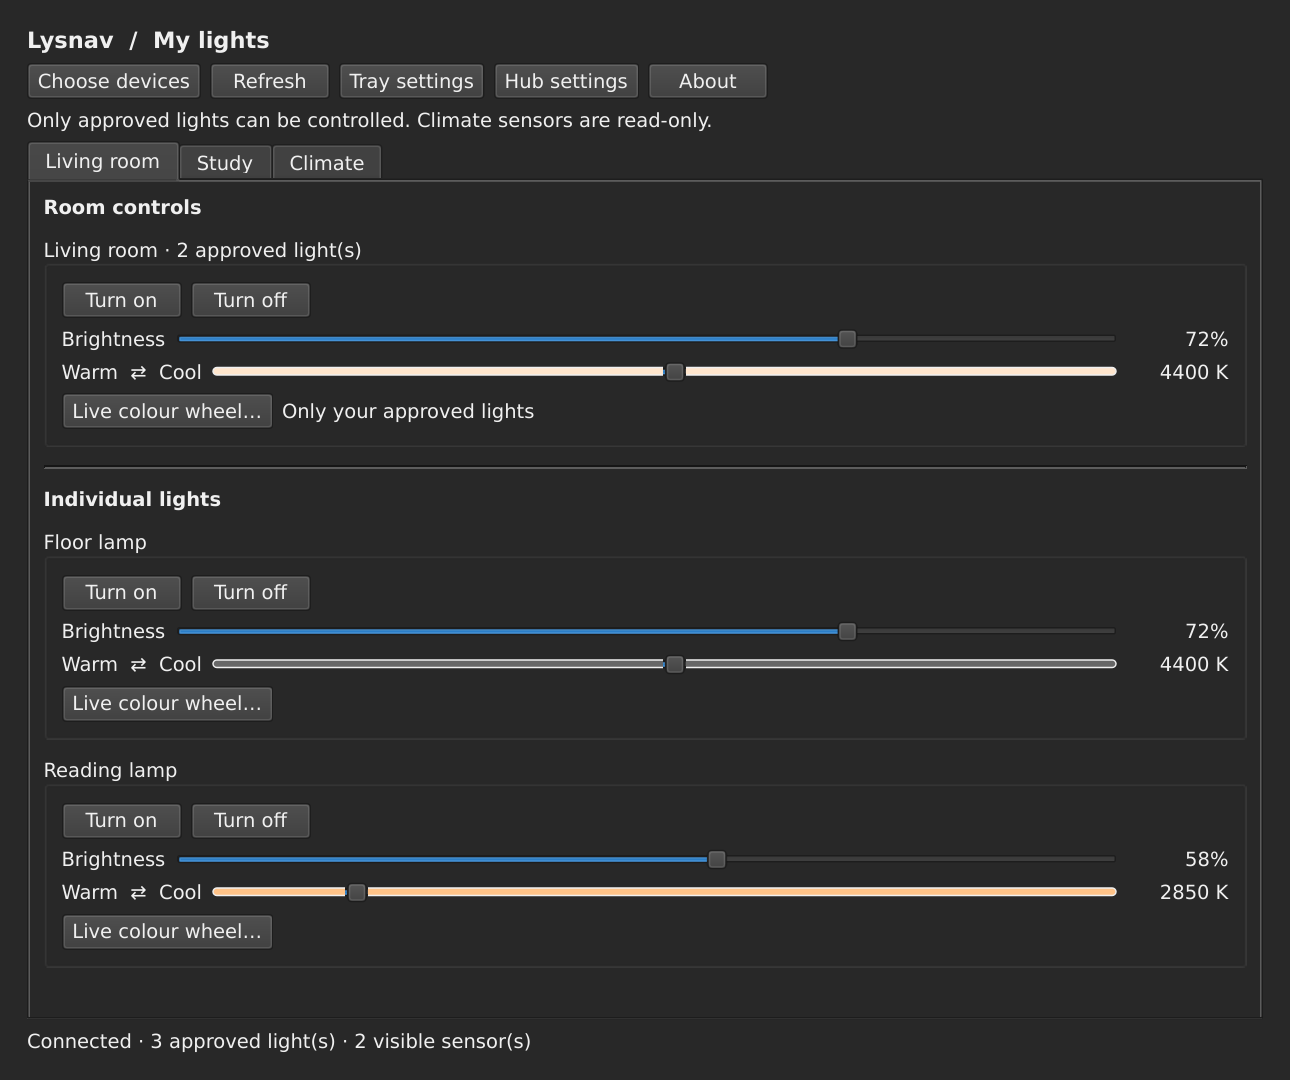 Lysnav / My lights
Choose devices Refresh Tray settings Hub settings About
Only approved lights can be controlled. Climate sensors are read-only.
Living room Study Climate
Room controls
Living room · 2 approved light(s)
Turn on Turn off
Brightness 72%
Warm ⇄ Cool 4400 K
Live colour wheel... Only your approved lights
Individual lights
Floor lamp
Turn on Turn off
Brightness 72%
Warm ⇄ Cool 4400 K
Live colour wheel...
Reading lamp
Turn on Turn off
Brightness 58%
Warm ⇄ Cool 2850 K
Live colour wheel...
Connected · 3 approved light(s) · 2 visible sensor(s)